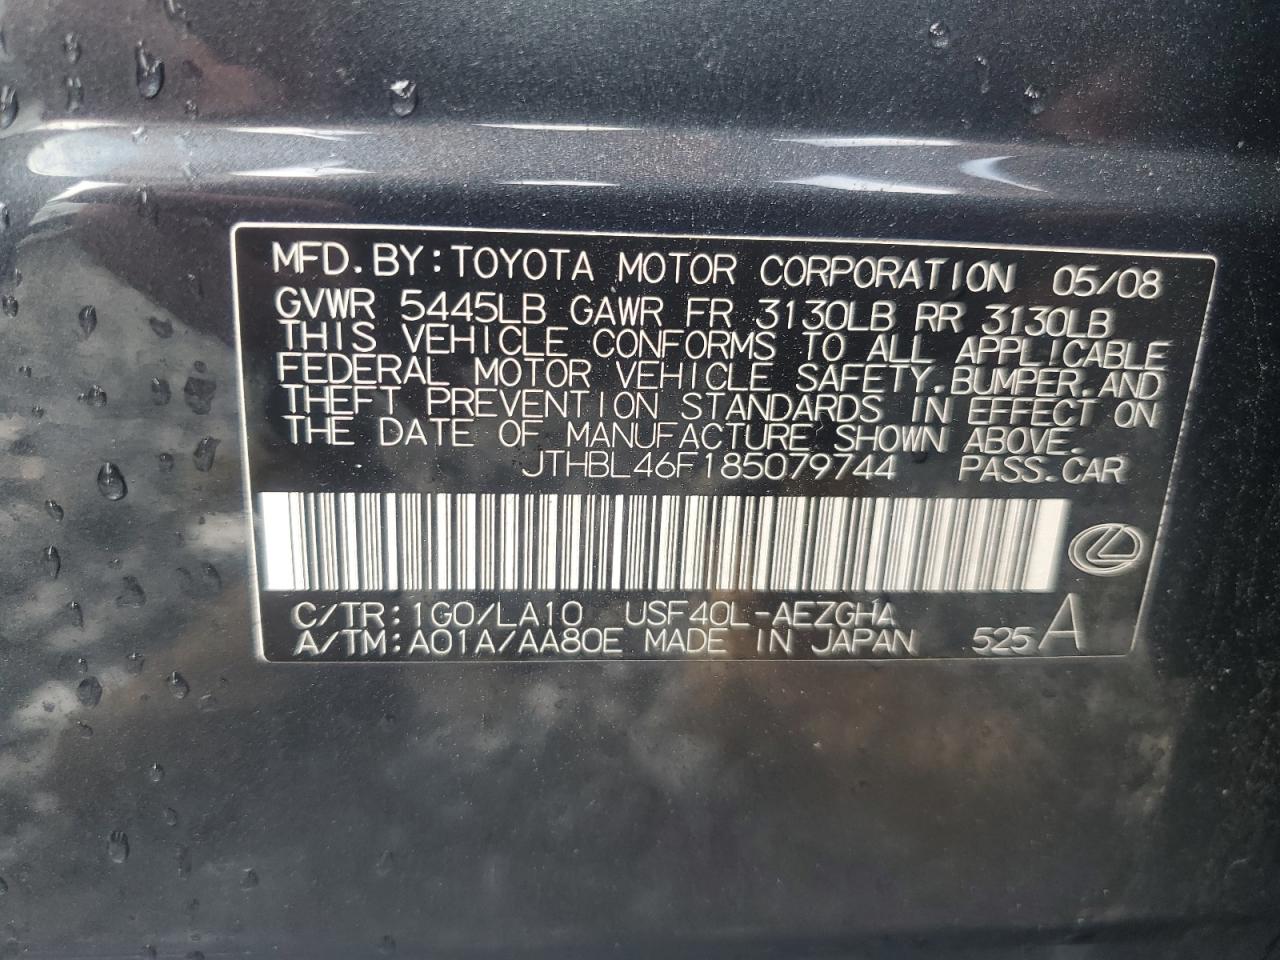 MFD.BY:TOYOTA MOTOR CORPORATION 05/08
GVWR 5445LB GAWR FR 3130LB RR 3130LB
THIS VEHICLE CONFORMS TO ALL APPLICABLE
FEDERAL MOTOR VEHICLE SAFETY,BUMPER,AND
THEFT PREVENTION STANDARDS IN EFFECT ON
THE DATE OF MANUFACTURE SHOWN ABOVE.
JTHBL46F185079744 PASS.CAR
C/TR:1G0/LA10 USF40L-AEZGHA
A/TM:A01A/AA80E MADE IN JAPAN 525A